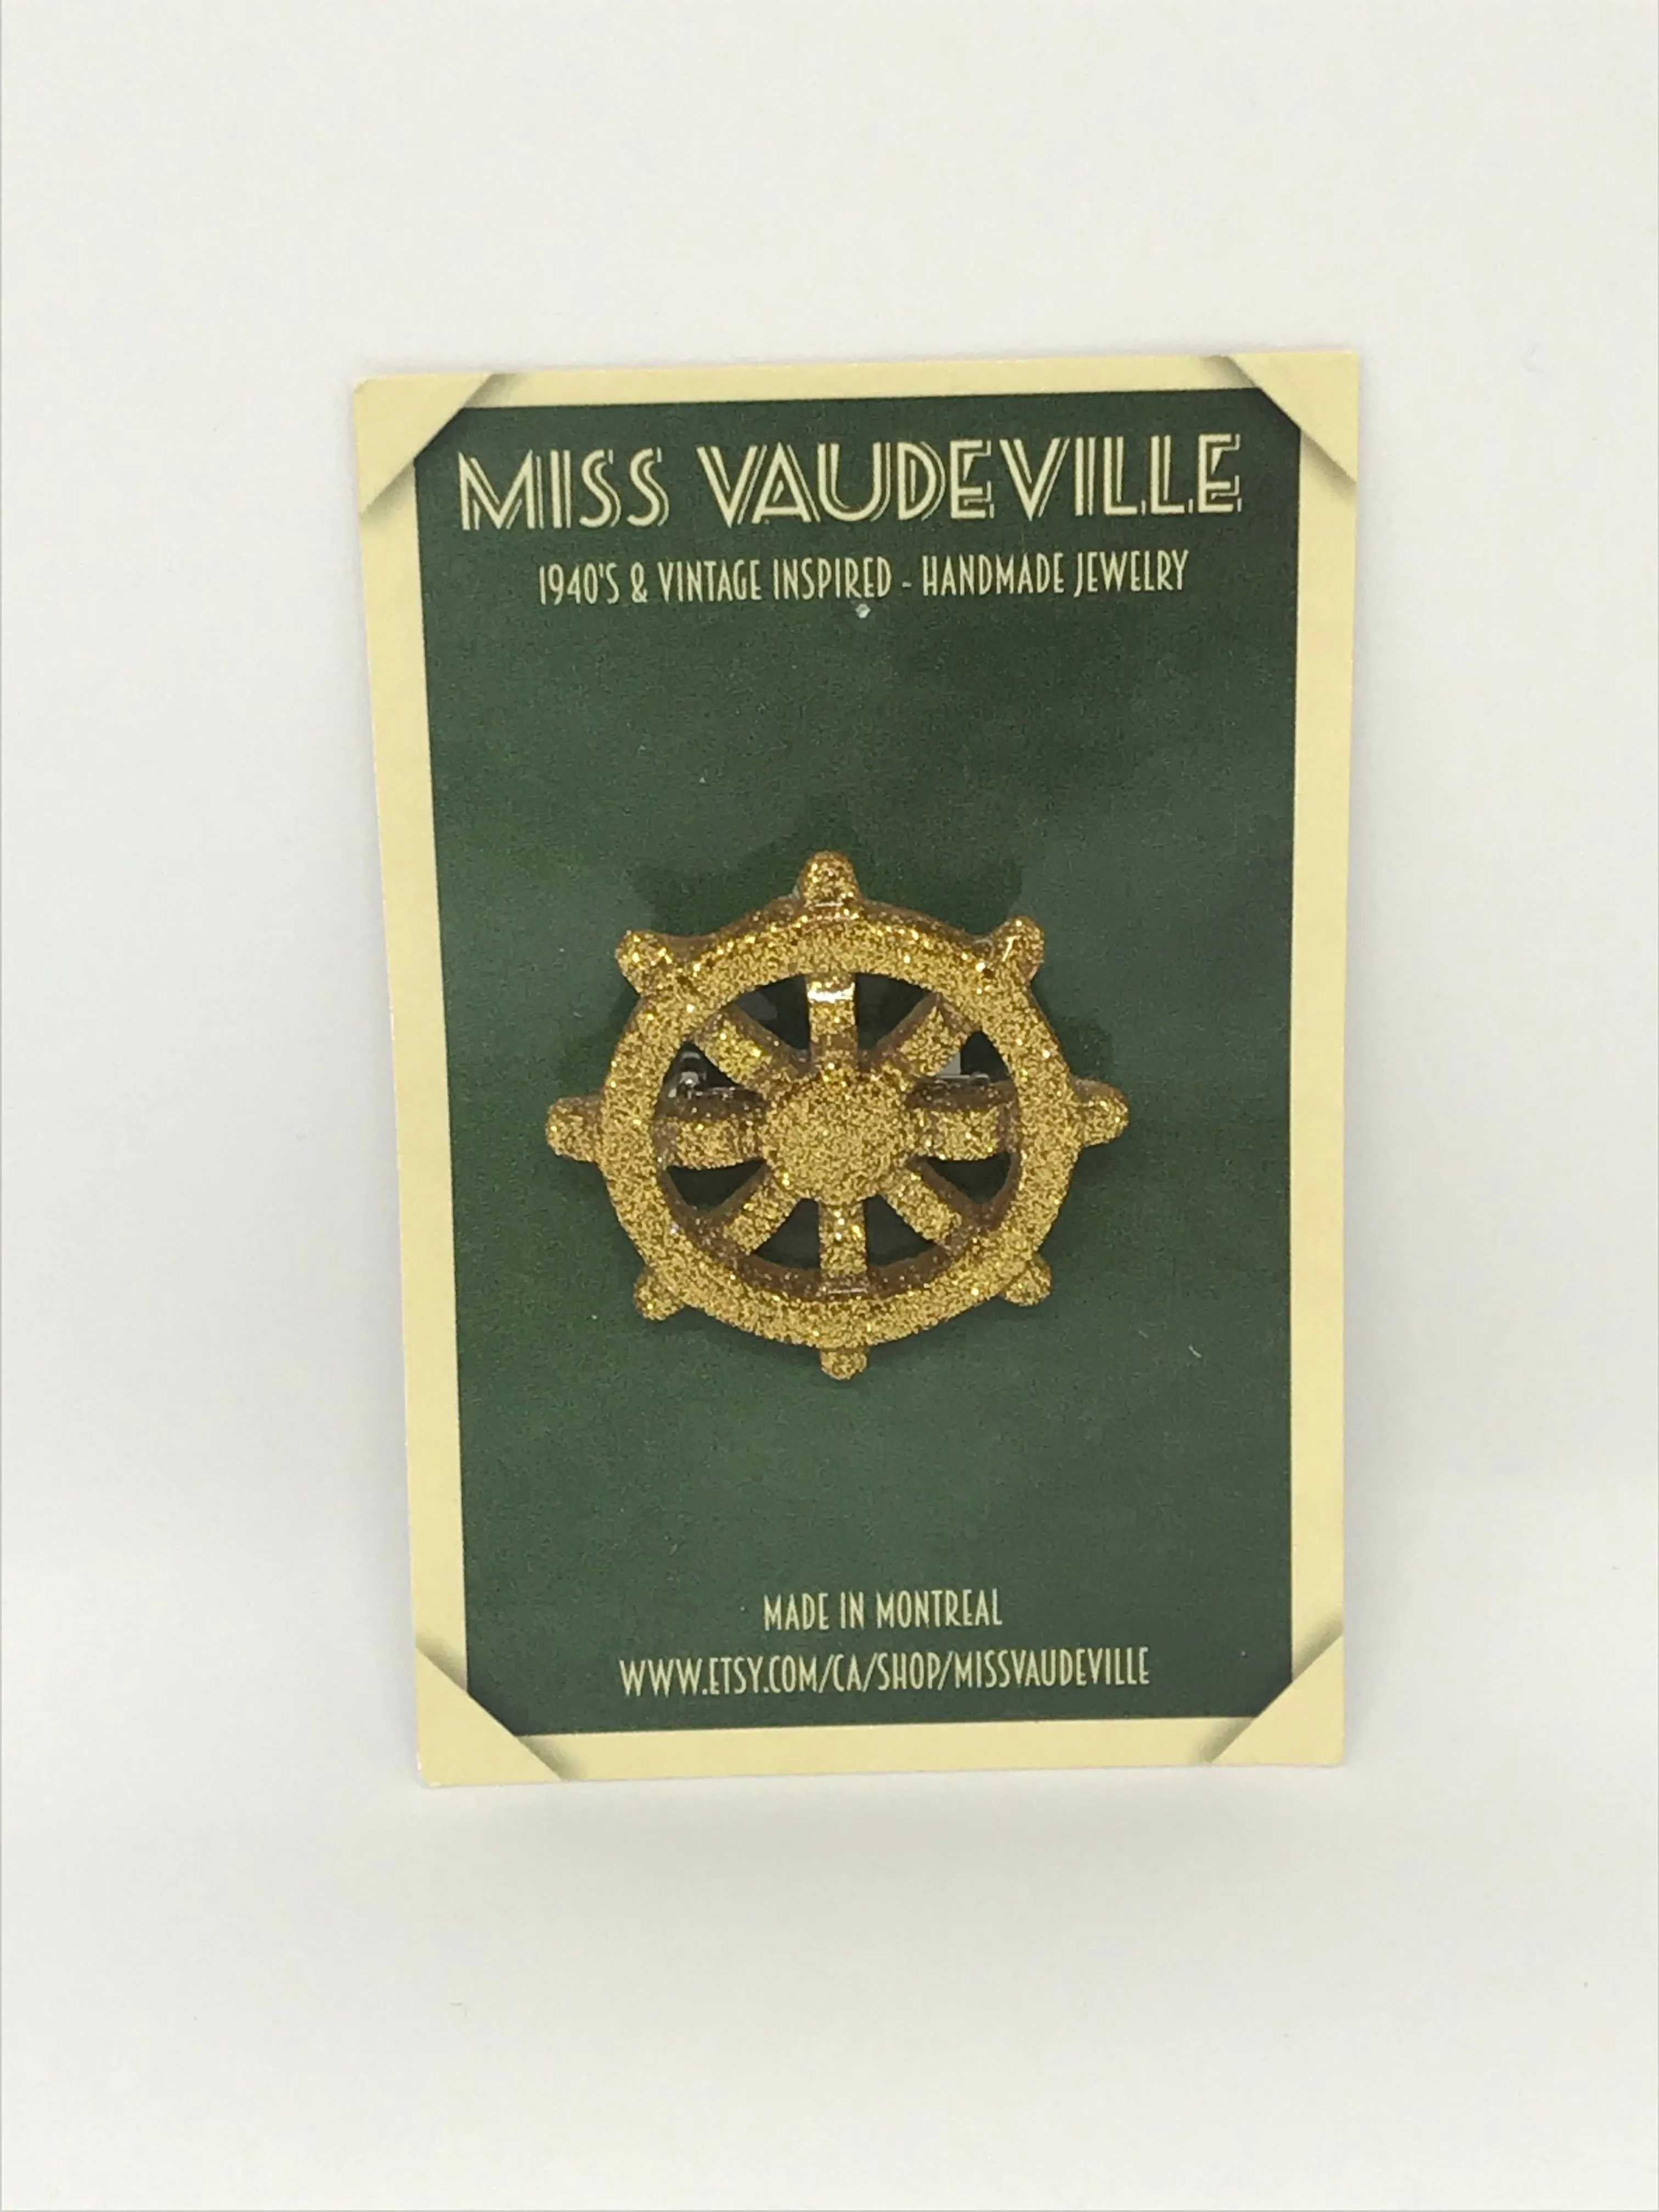 MISS VAUDEVILLE
1940'S & VINTAGE INSPIRED - HANDMADE JEWELRY
MADE IN MONTREAL
WWW.ETSY.COM/CA/SHOP/MISSVAUDEVILLE